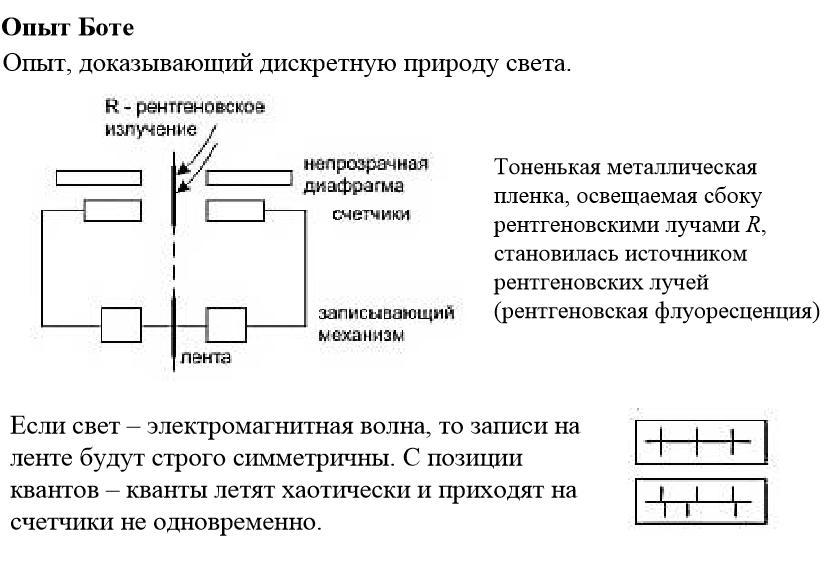 Опыт Боте
Опыт, доказывающий дискретную природу света.
R - рентгеновское
излучение
непрозрачная
диафрагма
счетчики
записывающий
механизм
лента
Тоненькая металлическая
пленка, освещаемая сбоку
рентгеновскими лучами R,
становилась источником
рентгеновских лучей
(рентгеновская флуоресценция)
Если свет – электромагнитная волна, то записи на
ленте будут строго симметричны. С позиции
квантов – кванты летят хаотически и приходят на
счетчики не одновременно.